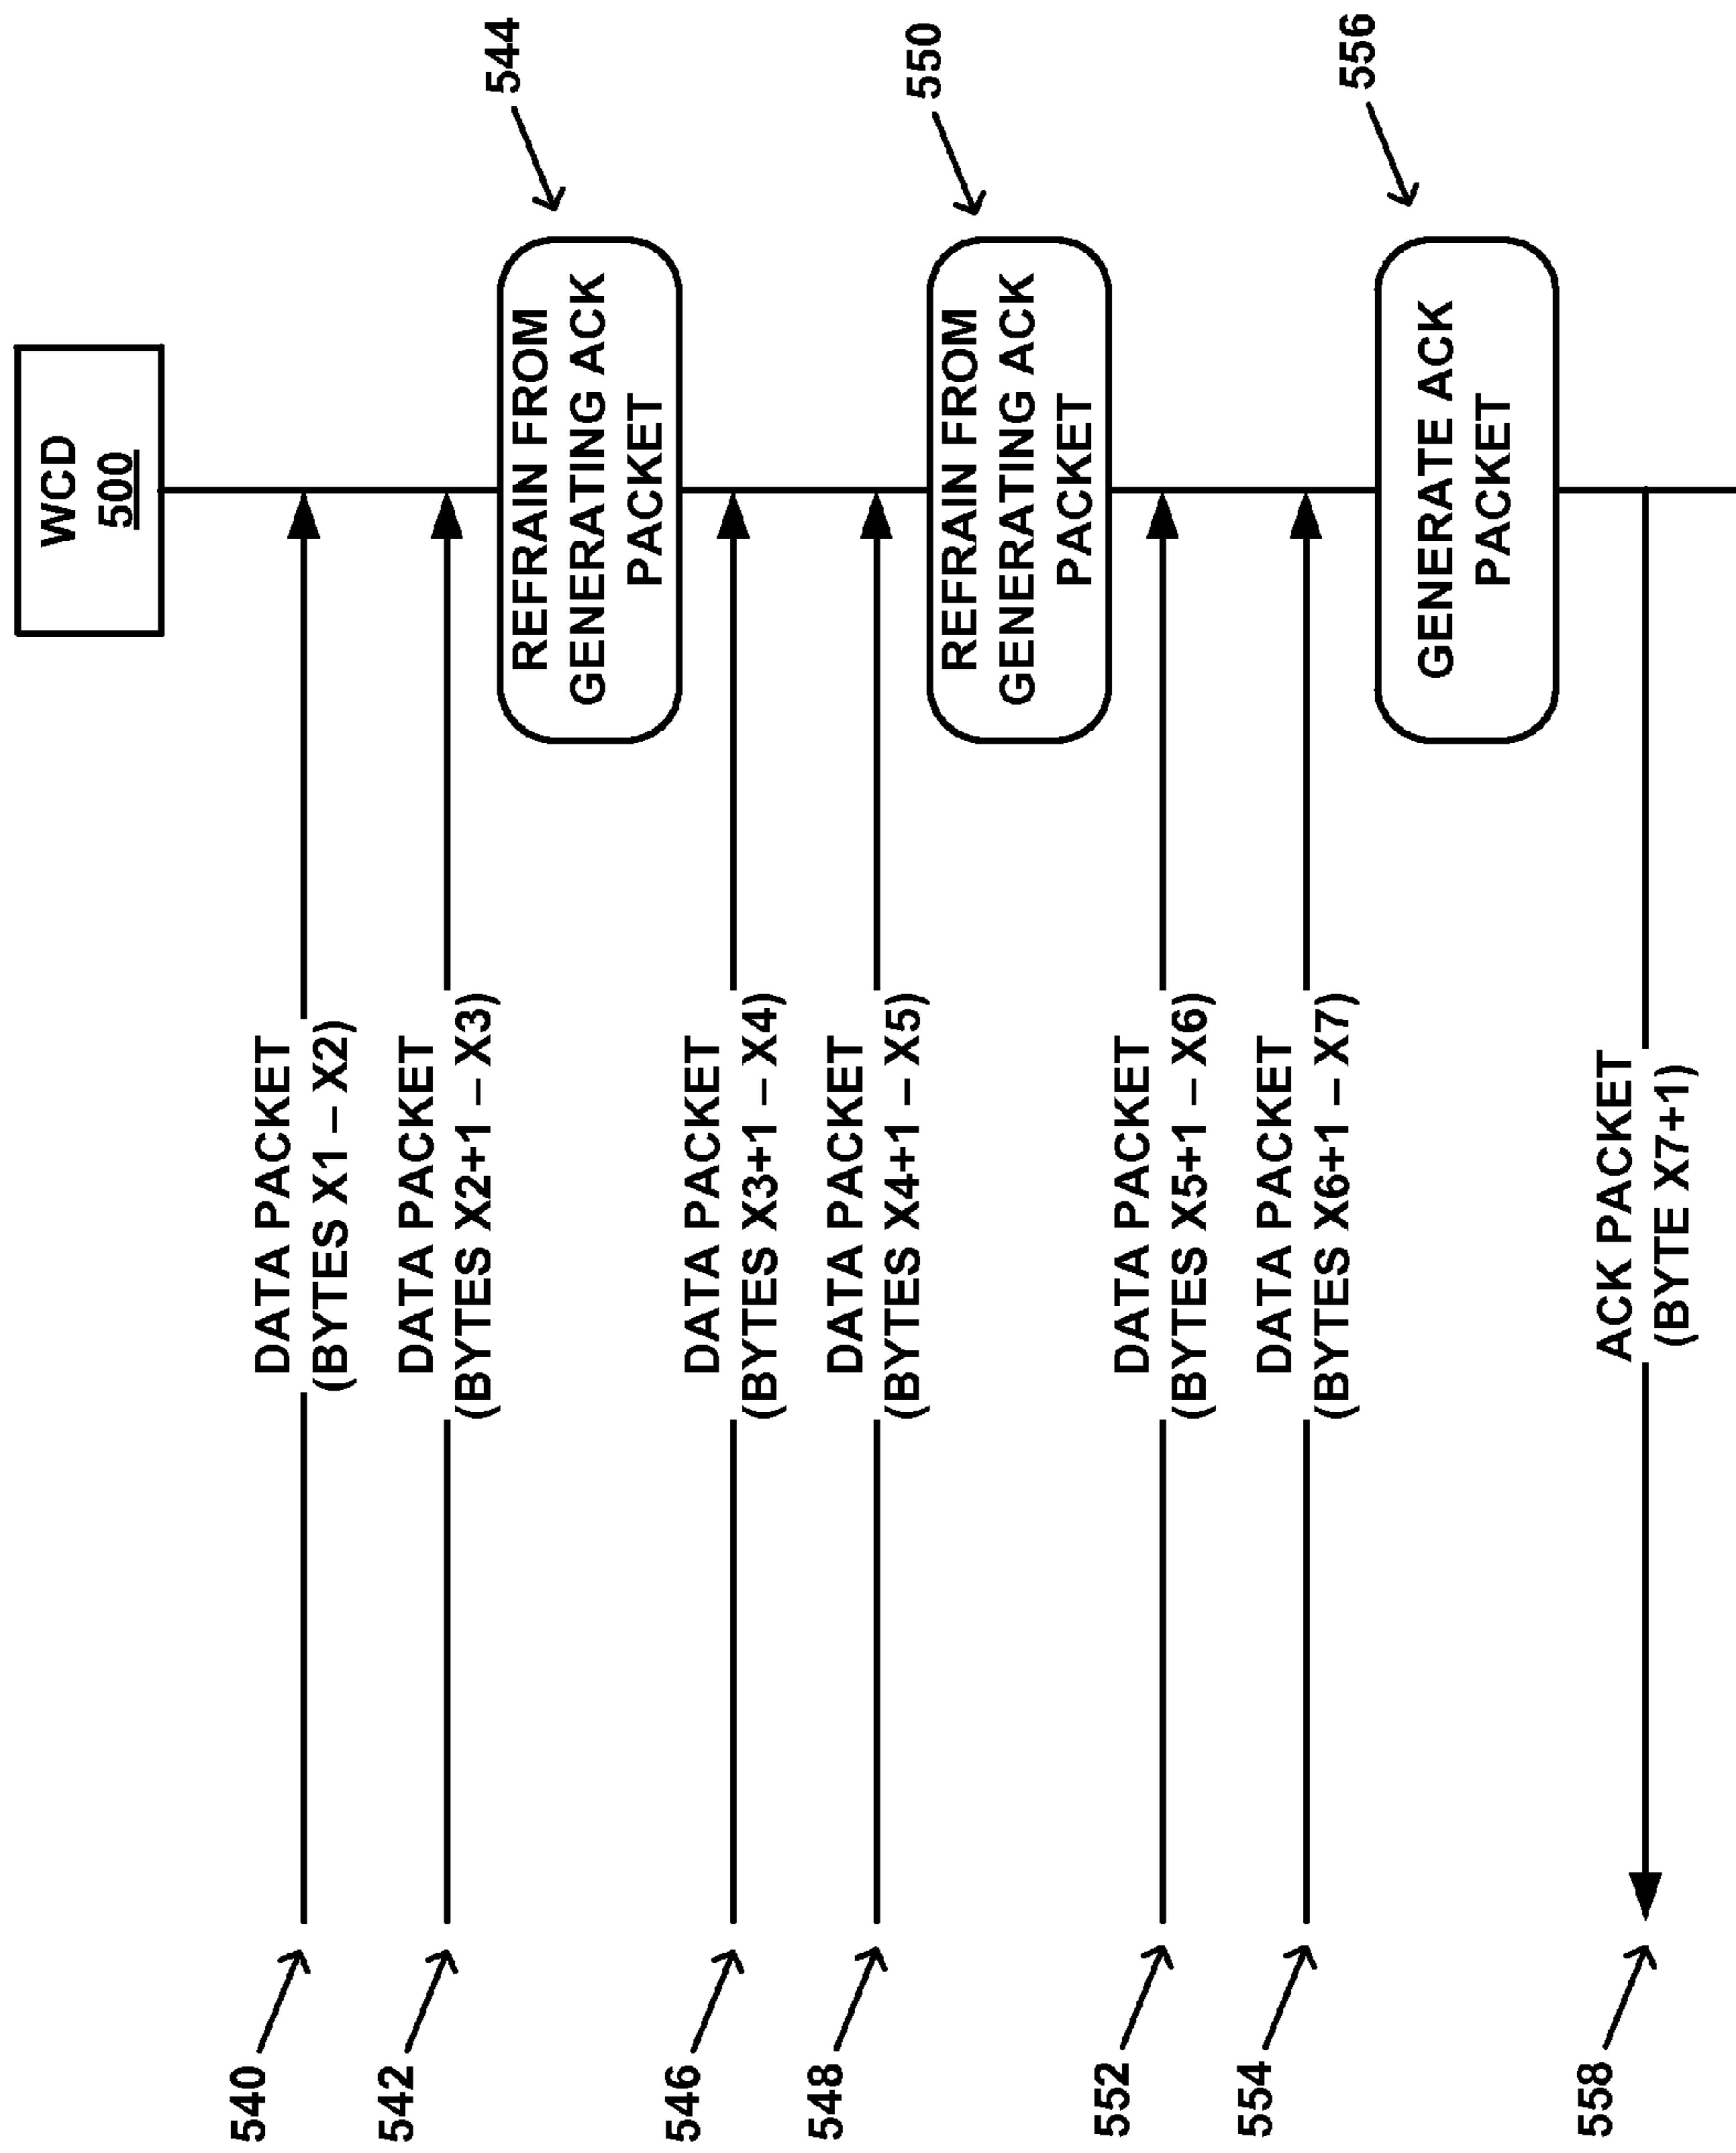 WCD
500
540
DATA PACKET
(BYTES X1 – X2)
542
DATA PACKET
(BYTES X2+1 – X3)
544
REFRAIN FROM
GENERATING ACK
PACKET
546
DATA PACKET
(BYTES X3+1 – X4)
548
DATA PACKET
(BYTES X4+1 – X5)
550
REFRAIN FROM
GENERATING ACK
PACKET
552
DATA PACKET
(BYTES X5+1 – X6)
554
DATA PACKET
(BYTES X6+1 – X7)
556
GENERATE ACK
PACKET
558
ACK PACKET
(BYTE X7+1)